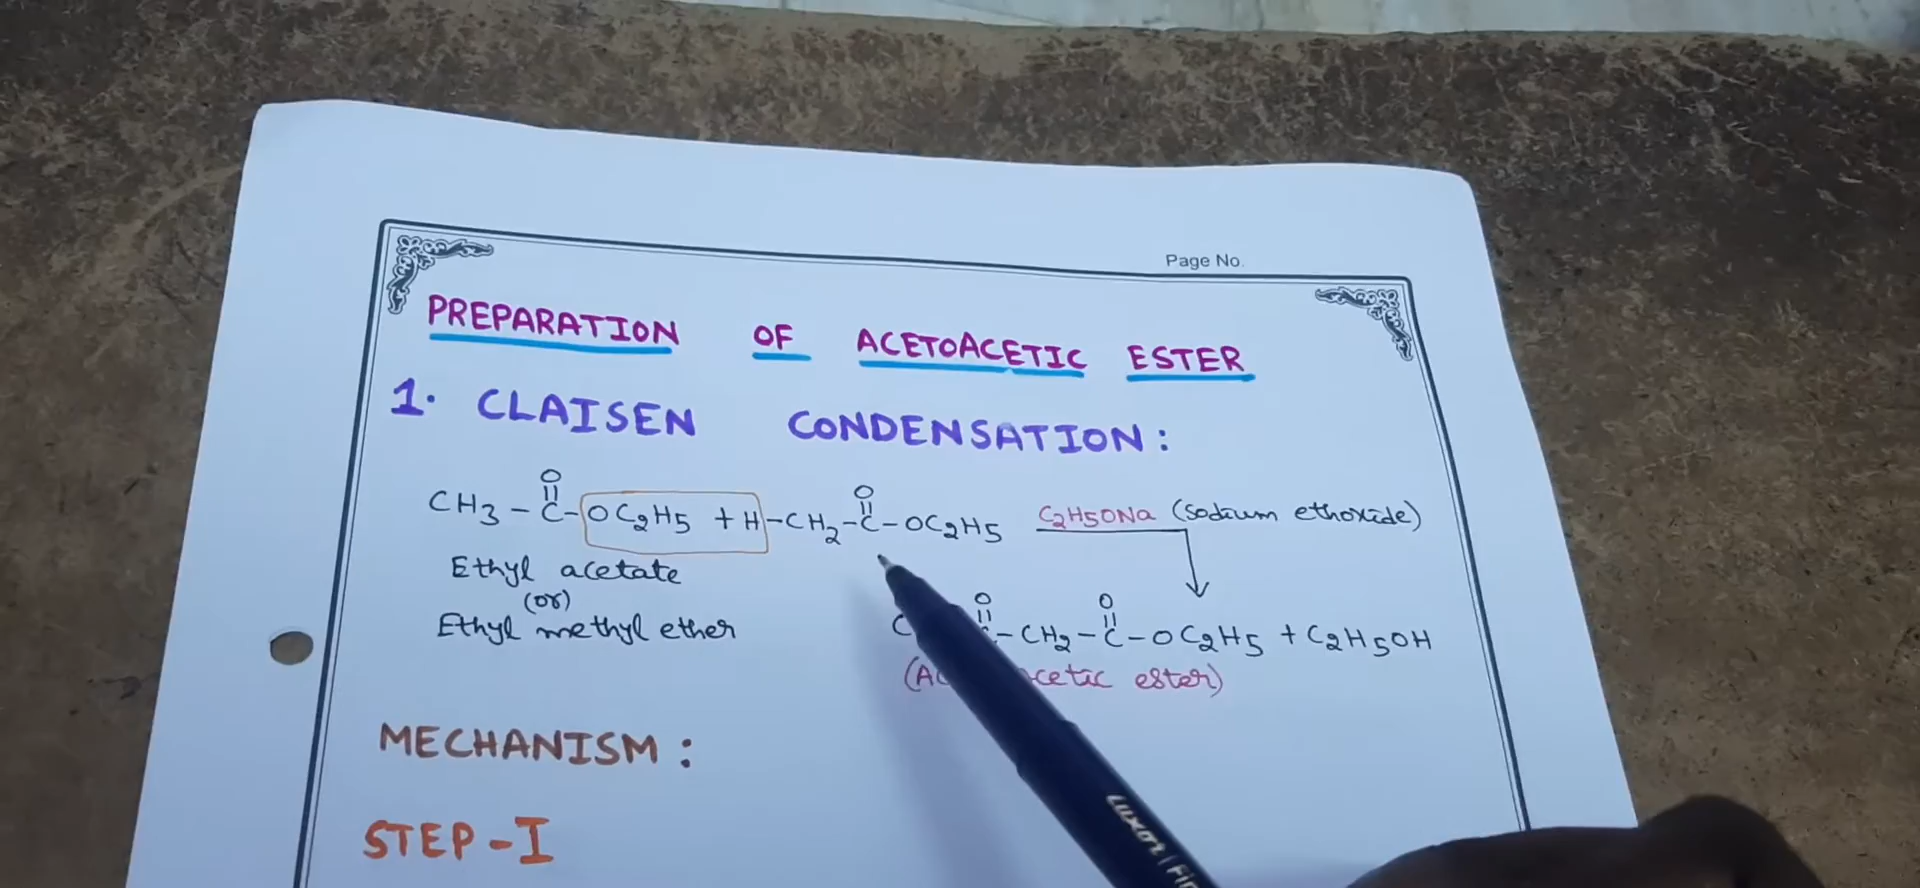 Page No.
PREPARATION OF ACETOACETIC ESTER
1. CLAISEN CONDENSATION:
O O
|| ||
CH3 - C - OC2H5 + H - CH2 - C - OC2H5 C2H5ONa (Sodium ethoxide)
Ethyl acetate
(or)
Ethyl methyl ether
O O
|| ||
C - CH2 - C - OC2H5 + C2H5OH
ester)
MECHANISM:
STEP - I
Luxor